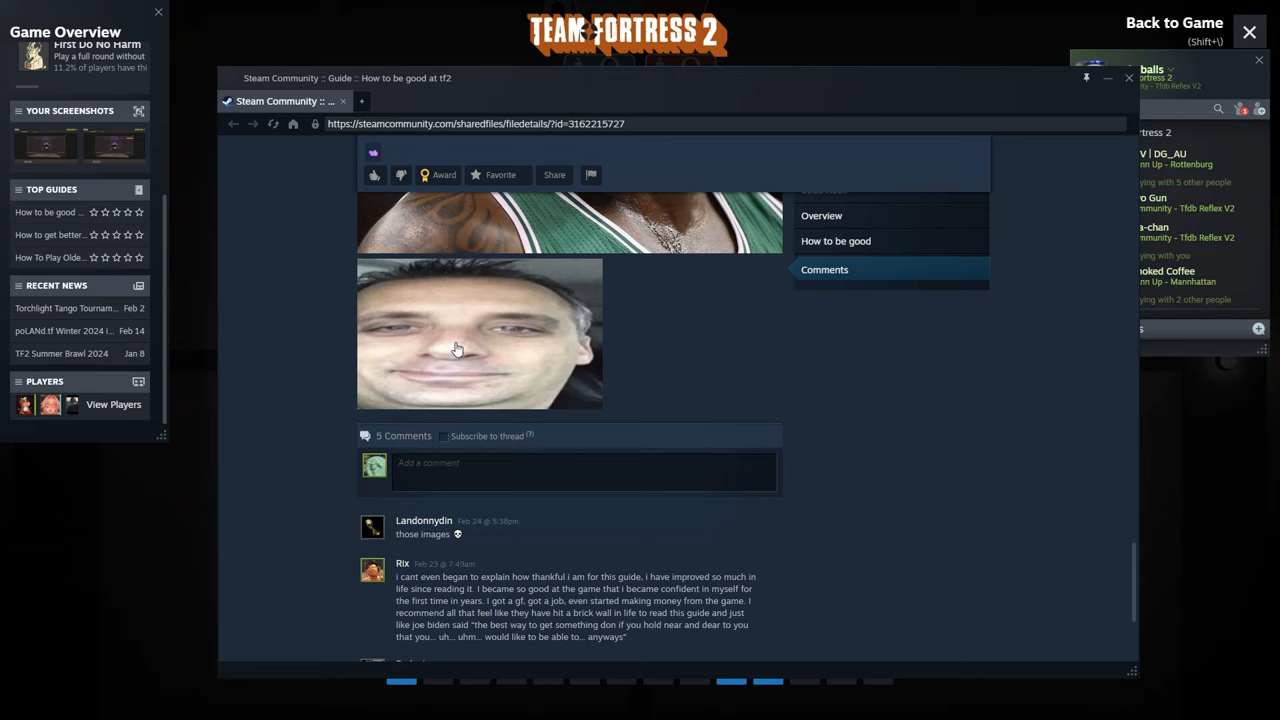 Game Overview
First Do No Harm
Play a full round without
11.2% of players have thi
YOUR SCREENSHOTS
TOP GUIDES
How to be good ...
How to get better...
How To Play Olde...
RECENT NEWS
Torchlight Tango Tournam... Feb 2
poLANd.tf Winter 2024 i... Feb 14
TF2 Summer Brawl 2024 Jan 8
PLAYERS
View Players
TEAM FORTRESS 2
Back to Game
(Shift+\)
Steam Community :: Guide :: How to be good at tf2
Steam Community :: ...
https://steamcommunity.com/sharedfiles/filedetails/?id=3162215727
Award
Favorite
Share
Overview
How to be good
Comments
5 Comments
Subscribe to thread (?)
Add a comment
Landonnydin Feb 24 @ 5:38pm
those images 💀
Rix Feb 23 @ 7:49am
i cant even began to explain how thankful i am for this guide, i have improved so much in
life since reading it. I became so good at the game that i became confident in myself for
the first time in years. I got a gf, got a job, even started making money from the game. I
recommend all that feel like they have hit a brick wall in life to read this guide and just
like joe biden said "the best way to get something don if you hold near and dear to you
that you... uh... uhm... would like to be able to... anyways"
balls
ortress 2
- Tfdb Reflex V2
1
rtress 2
V | DG_AU
nn Up - Rottenburg
ying with 5 other people
o Gun
mmunity - Tfdb Reflex V2
a-chan
mmunity - Tfdb Reflex V2
ying with you
noked Coffee
nn Up - Mannhattan
ying with 2 other people
s